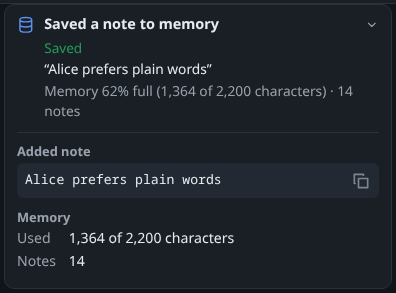 Saved a note to memory
Saved
“Alice prefers plain words”
Memory 62% full (1,364 of 2,200 characters) · 14
notes
Added note
Alice prefers plain words
Memory
Used 1,364 of 2,200 characters
Notes 14